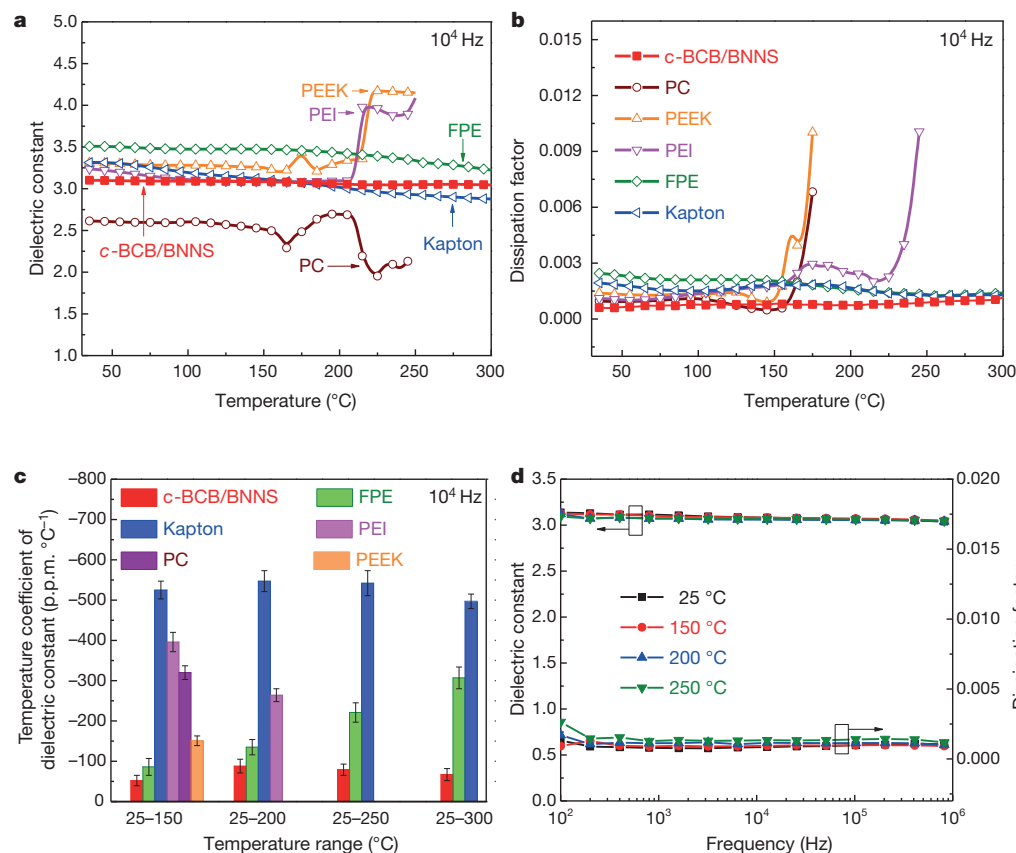 a
10⁴ Hz
5.0
4.5
4.0
3.5
3.0
2.5
2.0
1.5
1.0
Dielectric constant
PEEK
PEI
FPE
c-BCB/BNNS
Kapton
PC
50
100
150
200
250
300
Temperature (°C)
b
10⁴ Hz
0.015
0.012
0.009
0.006
0.003
0.000
Dissipation factor
c-BCB/BNNS
PC
PEEK
PEI
FPE
Kapton
50
100
150
200
250
300
Temperature (°C)
c
10⁴ Hz
–800
–700
–600
–500
–400
–300
–200
–100
0
Temperature coefficient of
dielectric constant (p.p.m. °C⁻¹)
c-BCB/BNNS
FPE
Kapton
PEI
PC
PEEK
25–150
25–200
25–250
25–300
Temperature range (°C)
d
3.5
3.0
2.5
2.0
1.5
1.0
0.5
0.0
Dielectric constant
0.020
0.015
0.010
0.005
0.000
25 °C
150 °C
200 °C
250 °C
10²
10³
10⁴
10⁵
10⁶
Frequency (Hz)